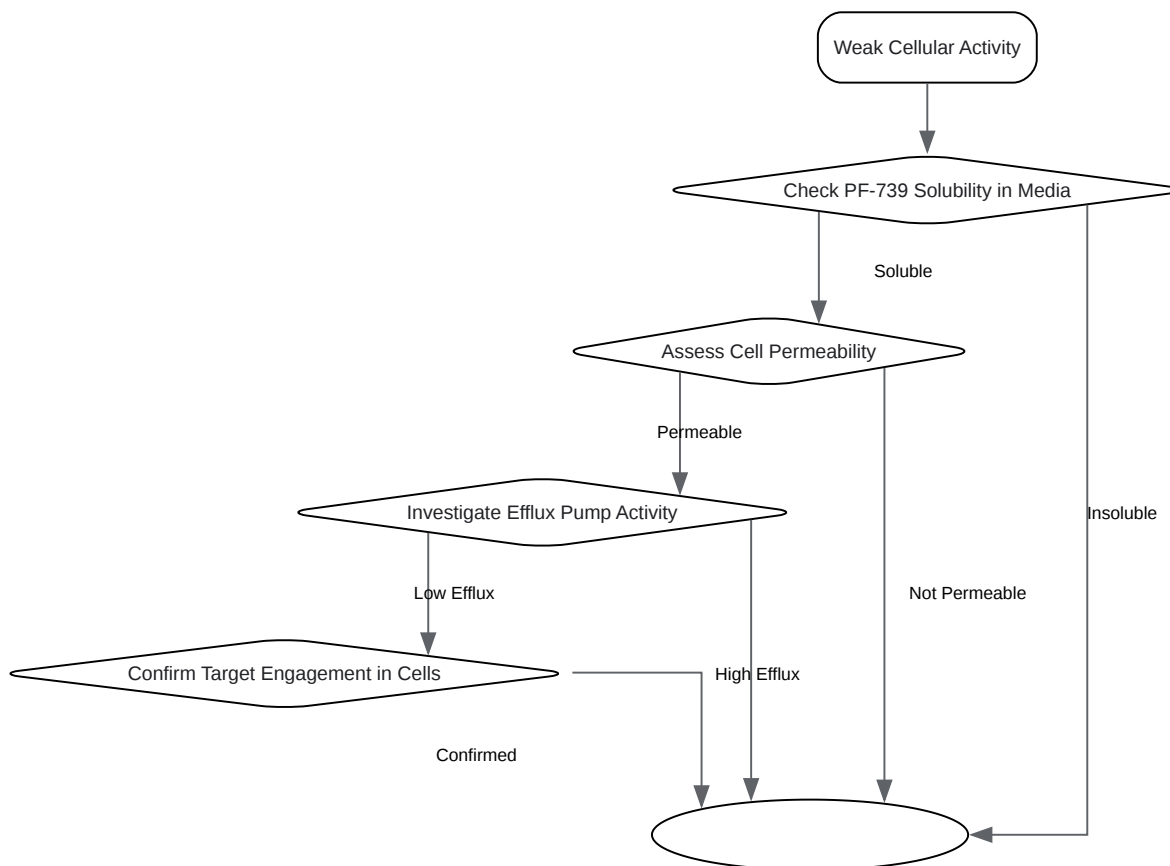 Weak Cellular Activity
Check PF-739 Solubility in Media
Soluble
Assess Cell Permeability
Permeable
Investigate Efflux Pump Activity
Insoluble
Low Efflux
Not Permeable
Confirm Target Engagement in Cells
High Efflux
Confirmed